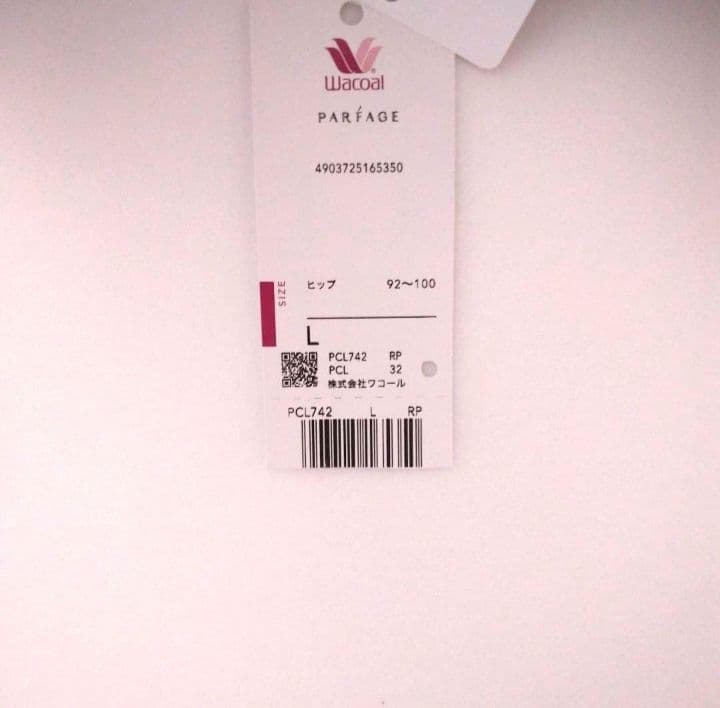 Wacoal
PARFAGE
4903725165350
SIZE
ヒップ 92〜100
L
PCL742 RP
PCL 32
株式会社ワコール
PCL742 L RP